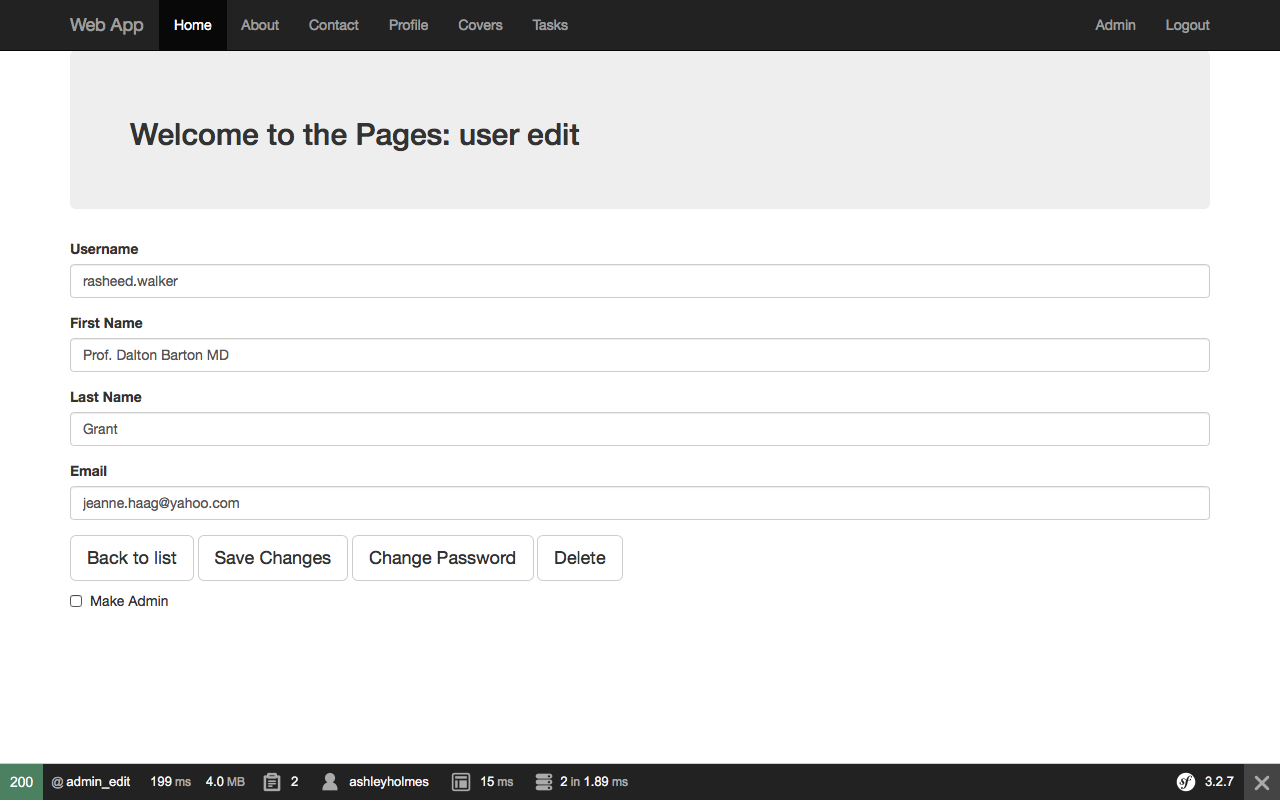 Web App Home About Contact Profile Covers Tasks Admin Logout
Welcome to the Pages: user edit
Username
rasheed.walker
First Name
Prof. Dalton Barton MD
Last Name
Grant
Email
jeanne.haag@yahoo.com
Back to list Save Changes Change Password Delete
Make Admin
200 @ admin_edit 199 ms 4.0 MB 2 ashleyholmes 15 ms 2 in 1.89 ms sf 3.2.7